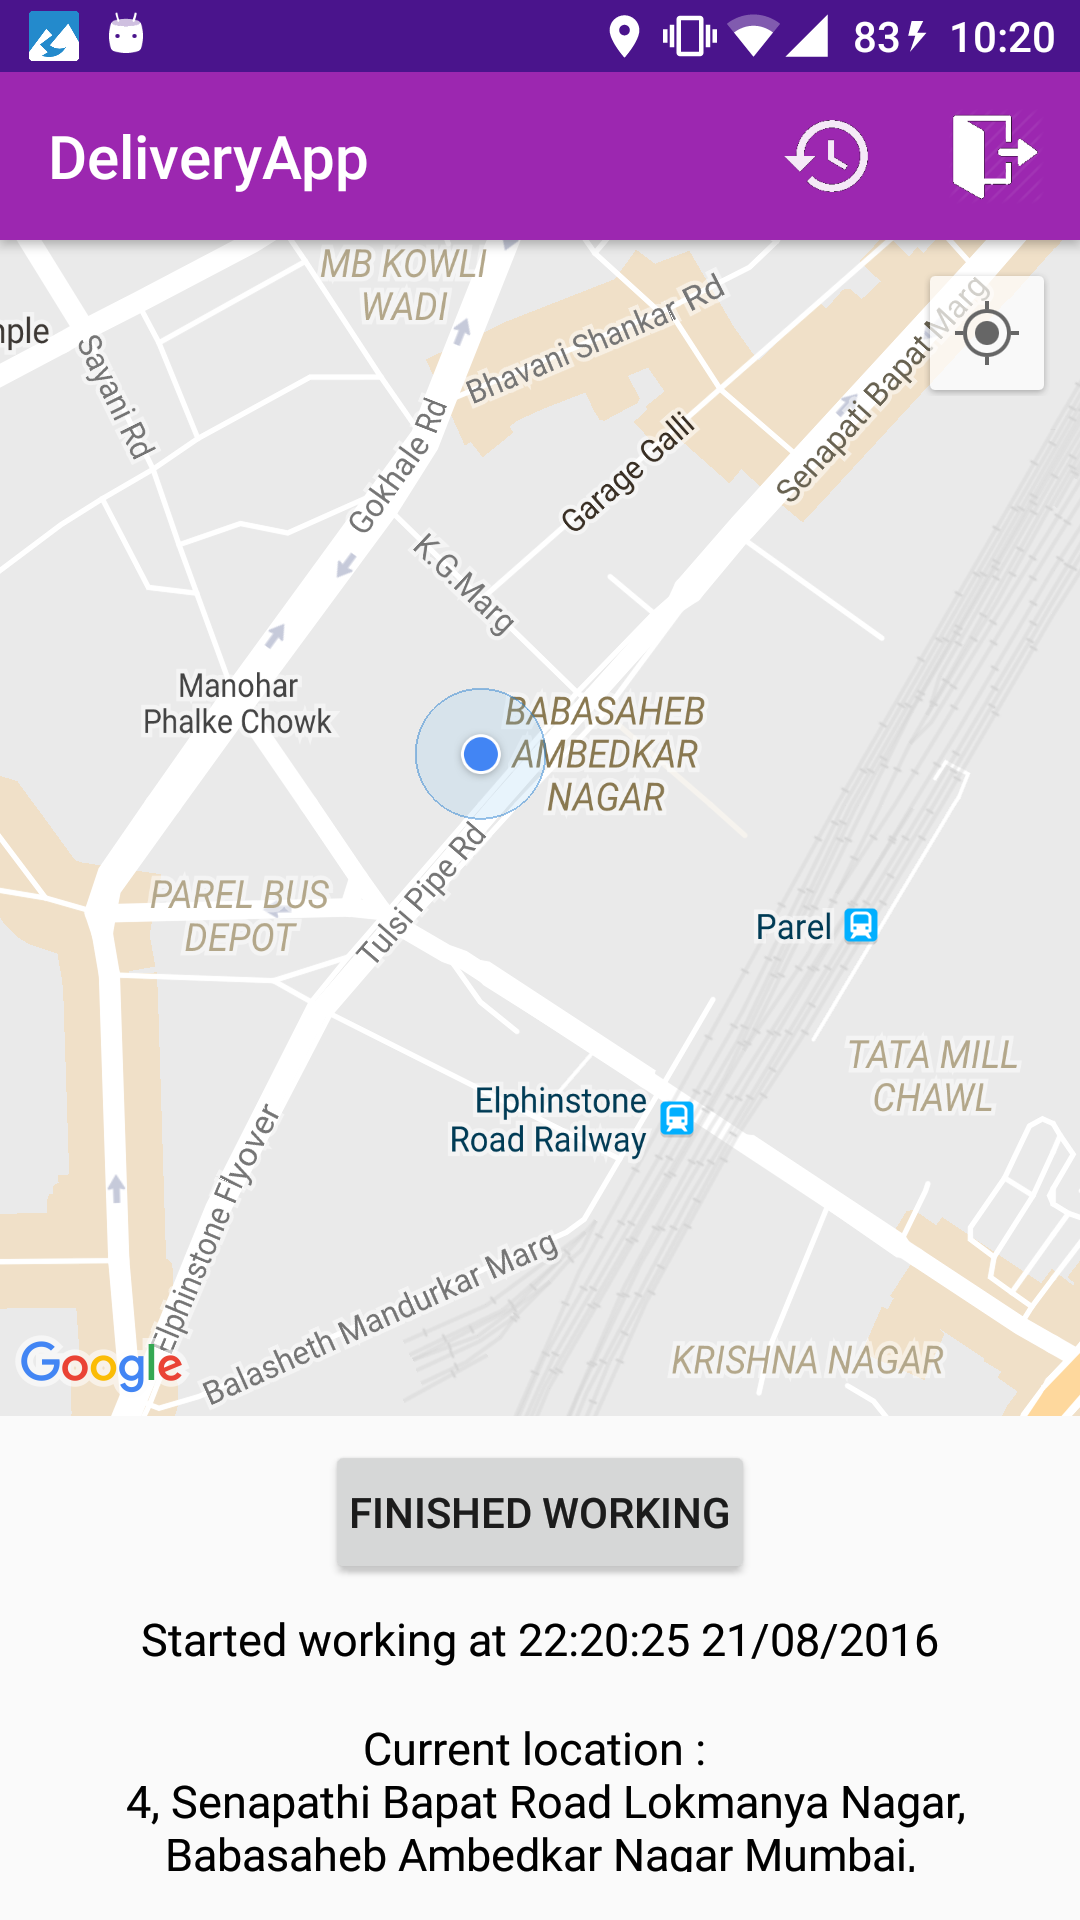 83 10:20
DeliveryApp
MB KOWLI
WADI
Bhavani Shankar Rd
Senapati Bapat Marg
Sayani Rd
Gokhale Rd
Garage Galli
K.G.Marg
Manohar
Phalke Chowk
BABASAHEB
AMBEDKAR
NAGAR
Tulsi Pipe Rd
PAREL BUS
DEPOT
Parel
TATA MILL
CHAWL
Elphinstone
Road Railway
Elphinstone Flyover
Balasheth Mandurkar Marg
KRISHNA NAGAR
Google
FINISHED WORKING
Started working at 22:20:25 21/08/2016
Current location :
4, Senapathi Bapat Road Lokmanya Nagar,
Babasaheb Ambedkar Nagar Mumbai,